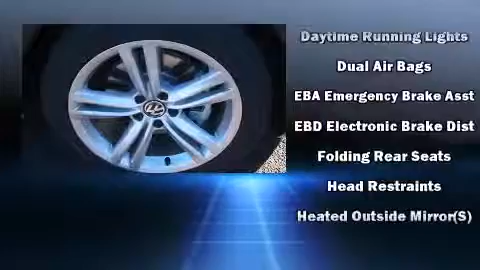 Daytime Running Lights
Dual Air Bags
EBA Emergency Brake Asst
EBD Electronic Brake Dist
Folding Rear Seats
Head Restraints
Heated Outside Mirror(S)